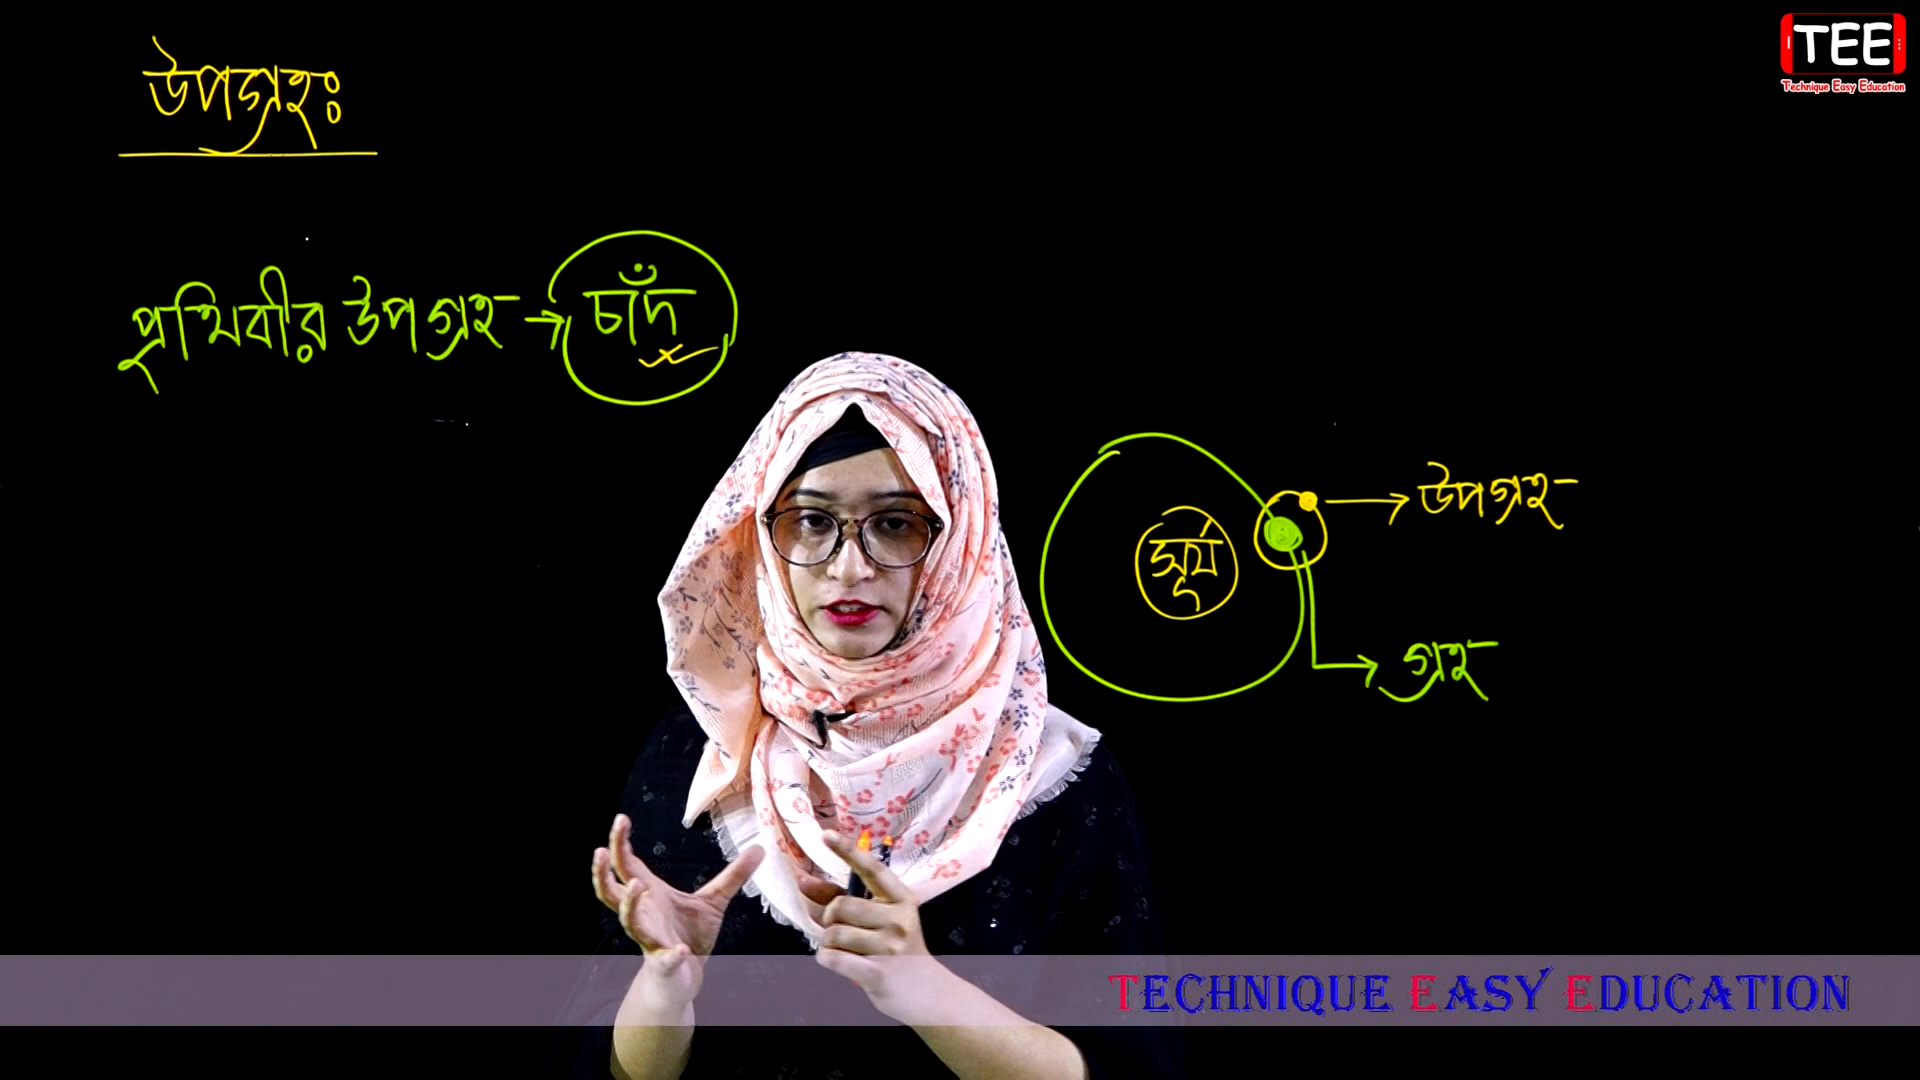 উপগ্রহঃ
পৃথিবীর উপগ্রহ → চাঁদ
সূর্য
→ উপগ্রহ
→ গ্রহ
TEE
Technique Easy Education
TECHNIQUE EASY EDUCATION